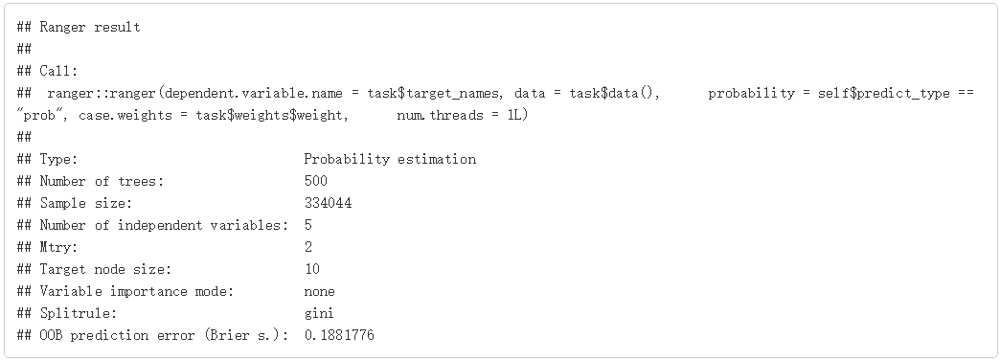 ## Ranger result
##
## Call:
##  ranger::ranger(dependent.variable.name = task$target_names, data = task$data(),      probability = self$predict_type ==
"prob", case.weights = task$weights$weight,      num.threads = 1L)
##
## Type:                             Probability estimation
## Number of trees:                  500
## Sample size:                      334044
## Number of independent variables:  5
## Mtry:                             2
## Target node size:                 10
## Variable importance mode:         none
## Splitrule:                        gini
## OOB prediction error (Brier s.):  0.1881776